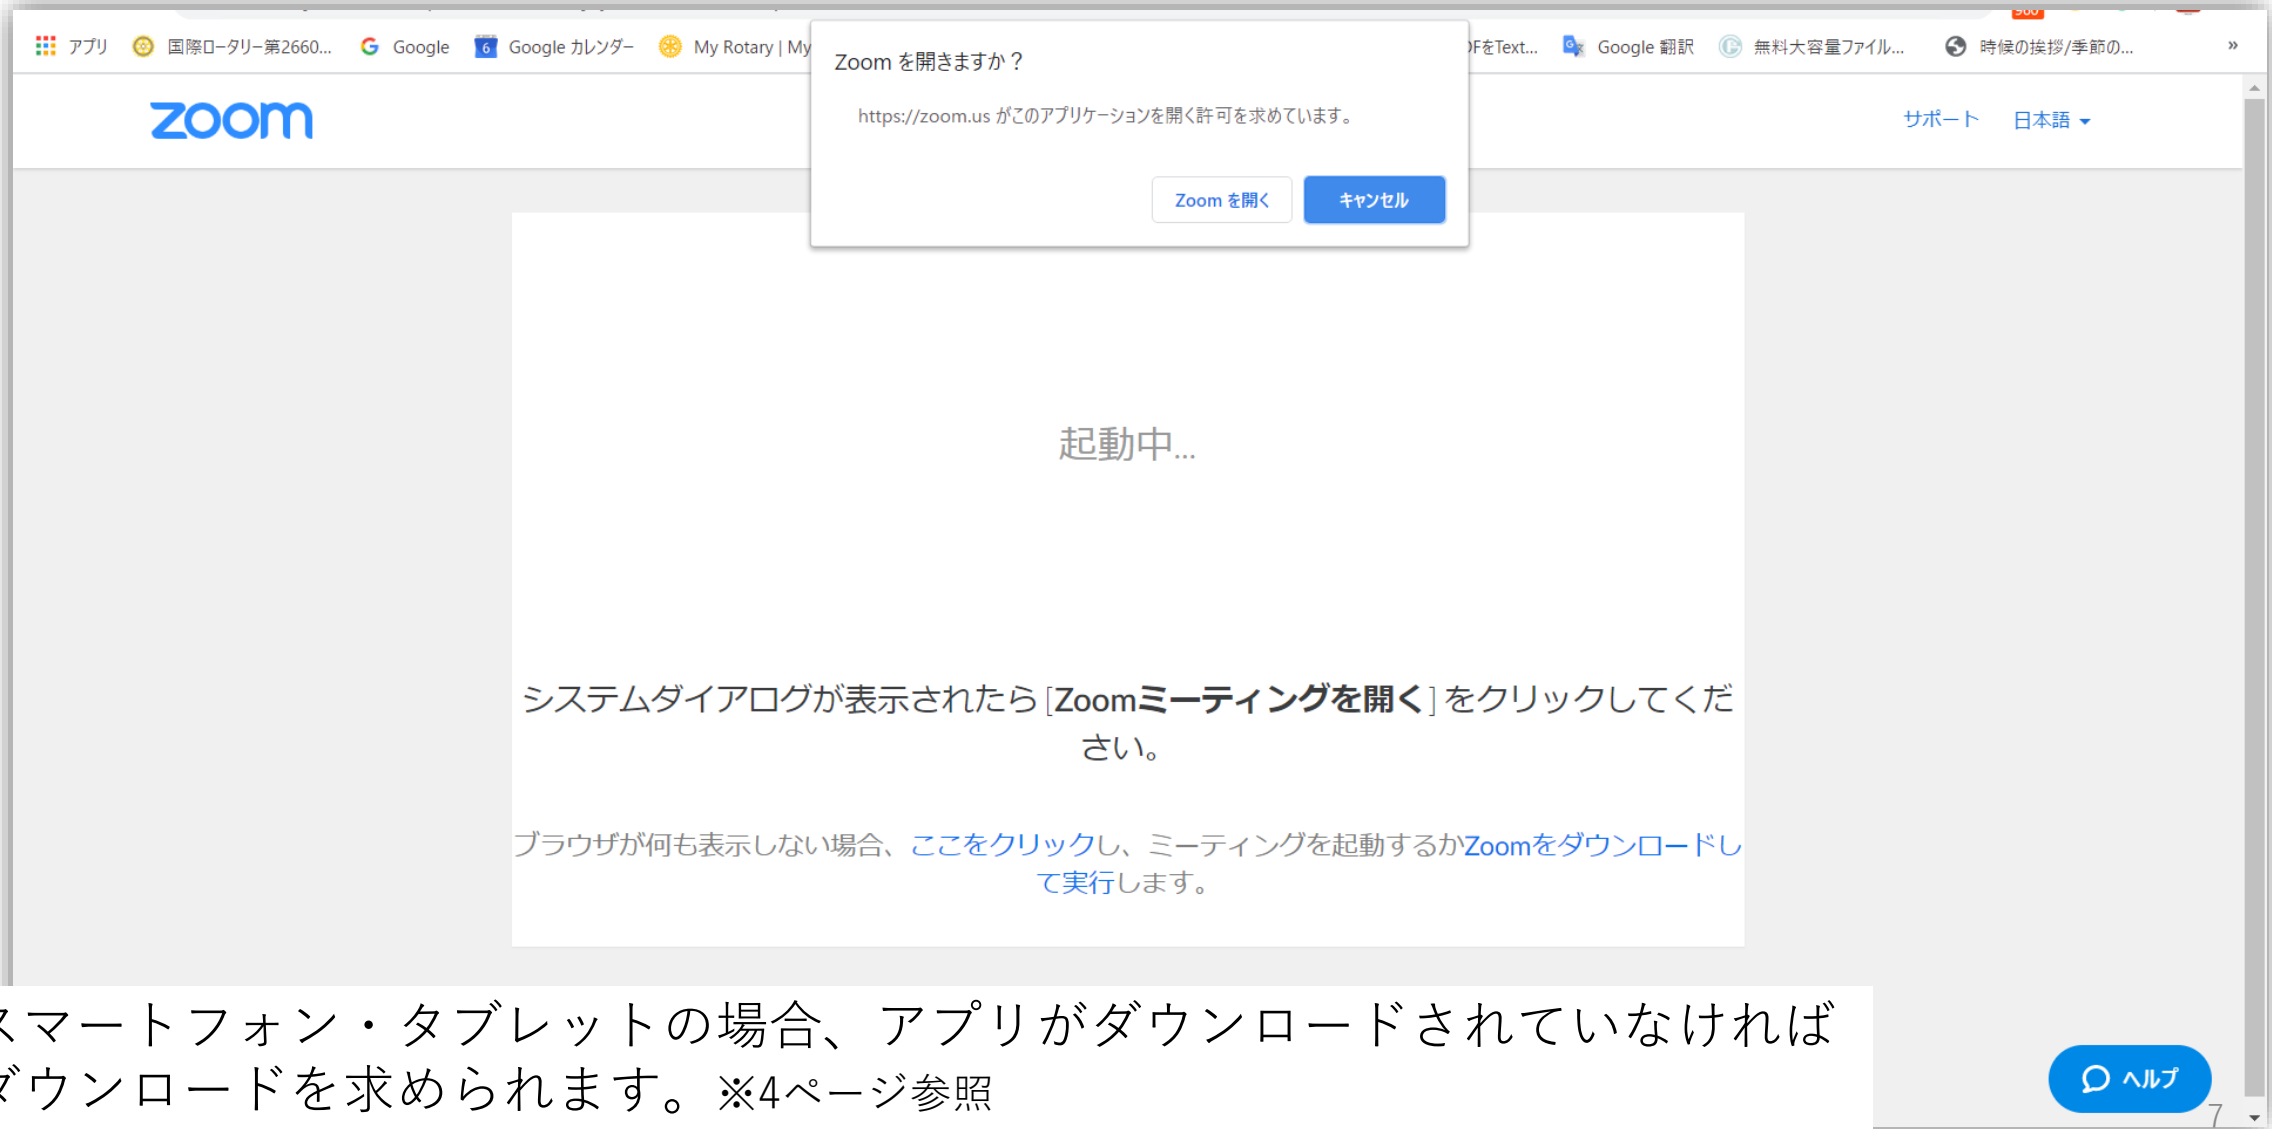 アプリ 国際ロータリー第2660... Google Google カレンダー My Rotary | My FをText... Google 翻訳 無料大容量ファイル... 時候の挨拶/季節の... »
Zoom を開きますか？
https://zoom.us がこのアプリケーションを開く許可を求めています。
Zoom を開く キャンセル
zoom
サポート 日本語
起動中...
システムダイアログが表示されたら [Zoomミーティングを開く] をクリックしてくだ
さい。
ブラウザが何も表示しない場合、ここをクリックし、ミーティングを起動するかZoomをダウンロードし
て実行します。
スマートフォン・タブレットの場合、アプリがダウンロードされていなければ
ダウンロードを求められます。※4ページ参照
ヘルプ
7